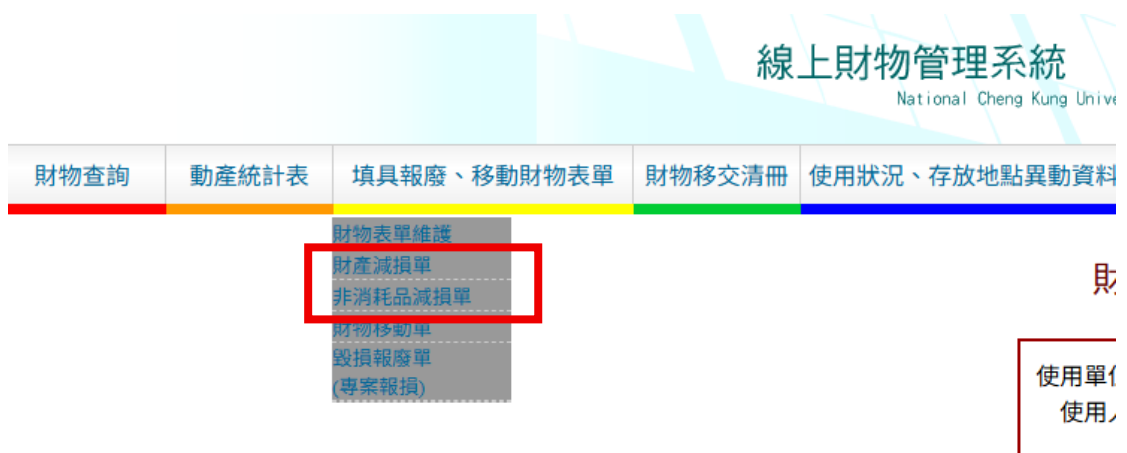 線上財物管理系統
National Cheng Kung Unive
財物查詢 動產統計表 填具報廢、移動財物表單 財物移交清冊 使用狀況、存放地點異動資料
財物表單維護
財產減損單
非消耗品減損單
財物移動單
毀損報廢單
(專案報損)
財
使用單位
使用人